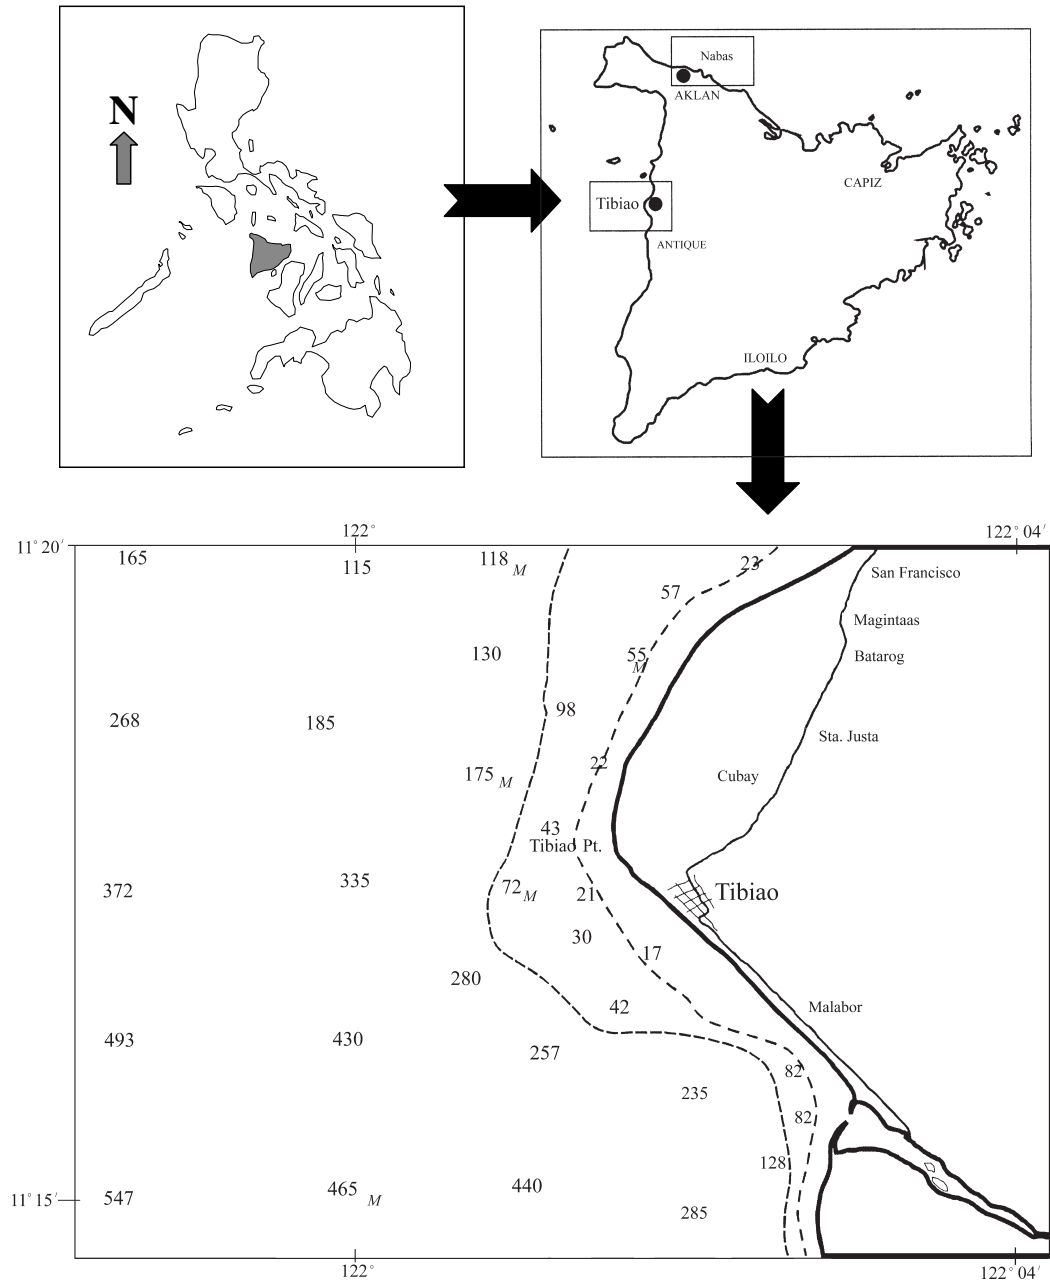 N
Nabas
AKLAN
CAPIZ
Tibiao
ANTIQUE
ILOILO
122°
122° 04′
11° 20′
165
115
118 M
23
San Francisco
57
Magintaas
130
55
M
Batarog
98
268
185
Sta. Justa
22
175 M
Cubay
43
Tibiao Pt.
372
335
72 M
21
Tibiao
30
17
280
42
Malabor
493
430
257
82
235
82
128
11° 15′
547
465 M
440
285
122°
122° 04′